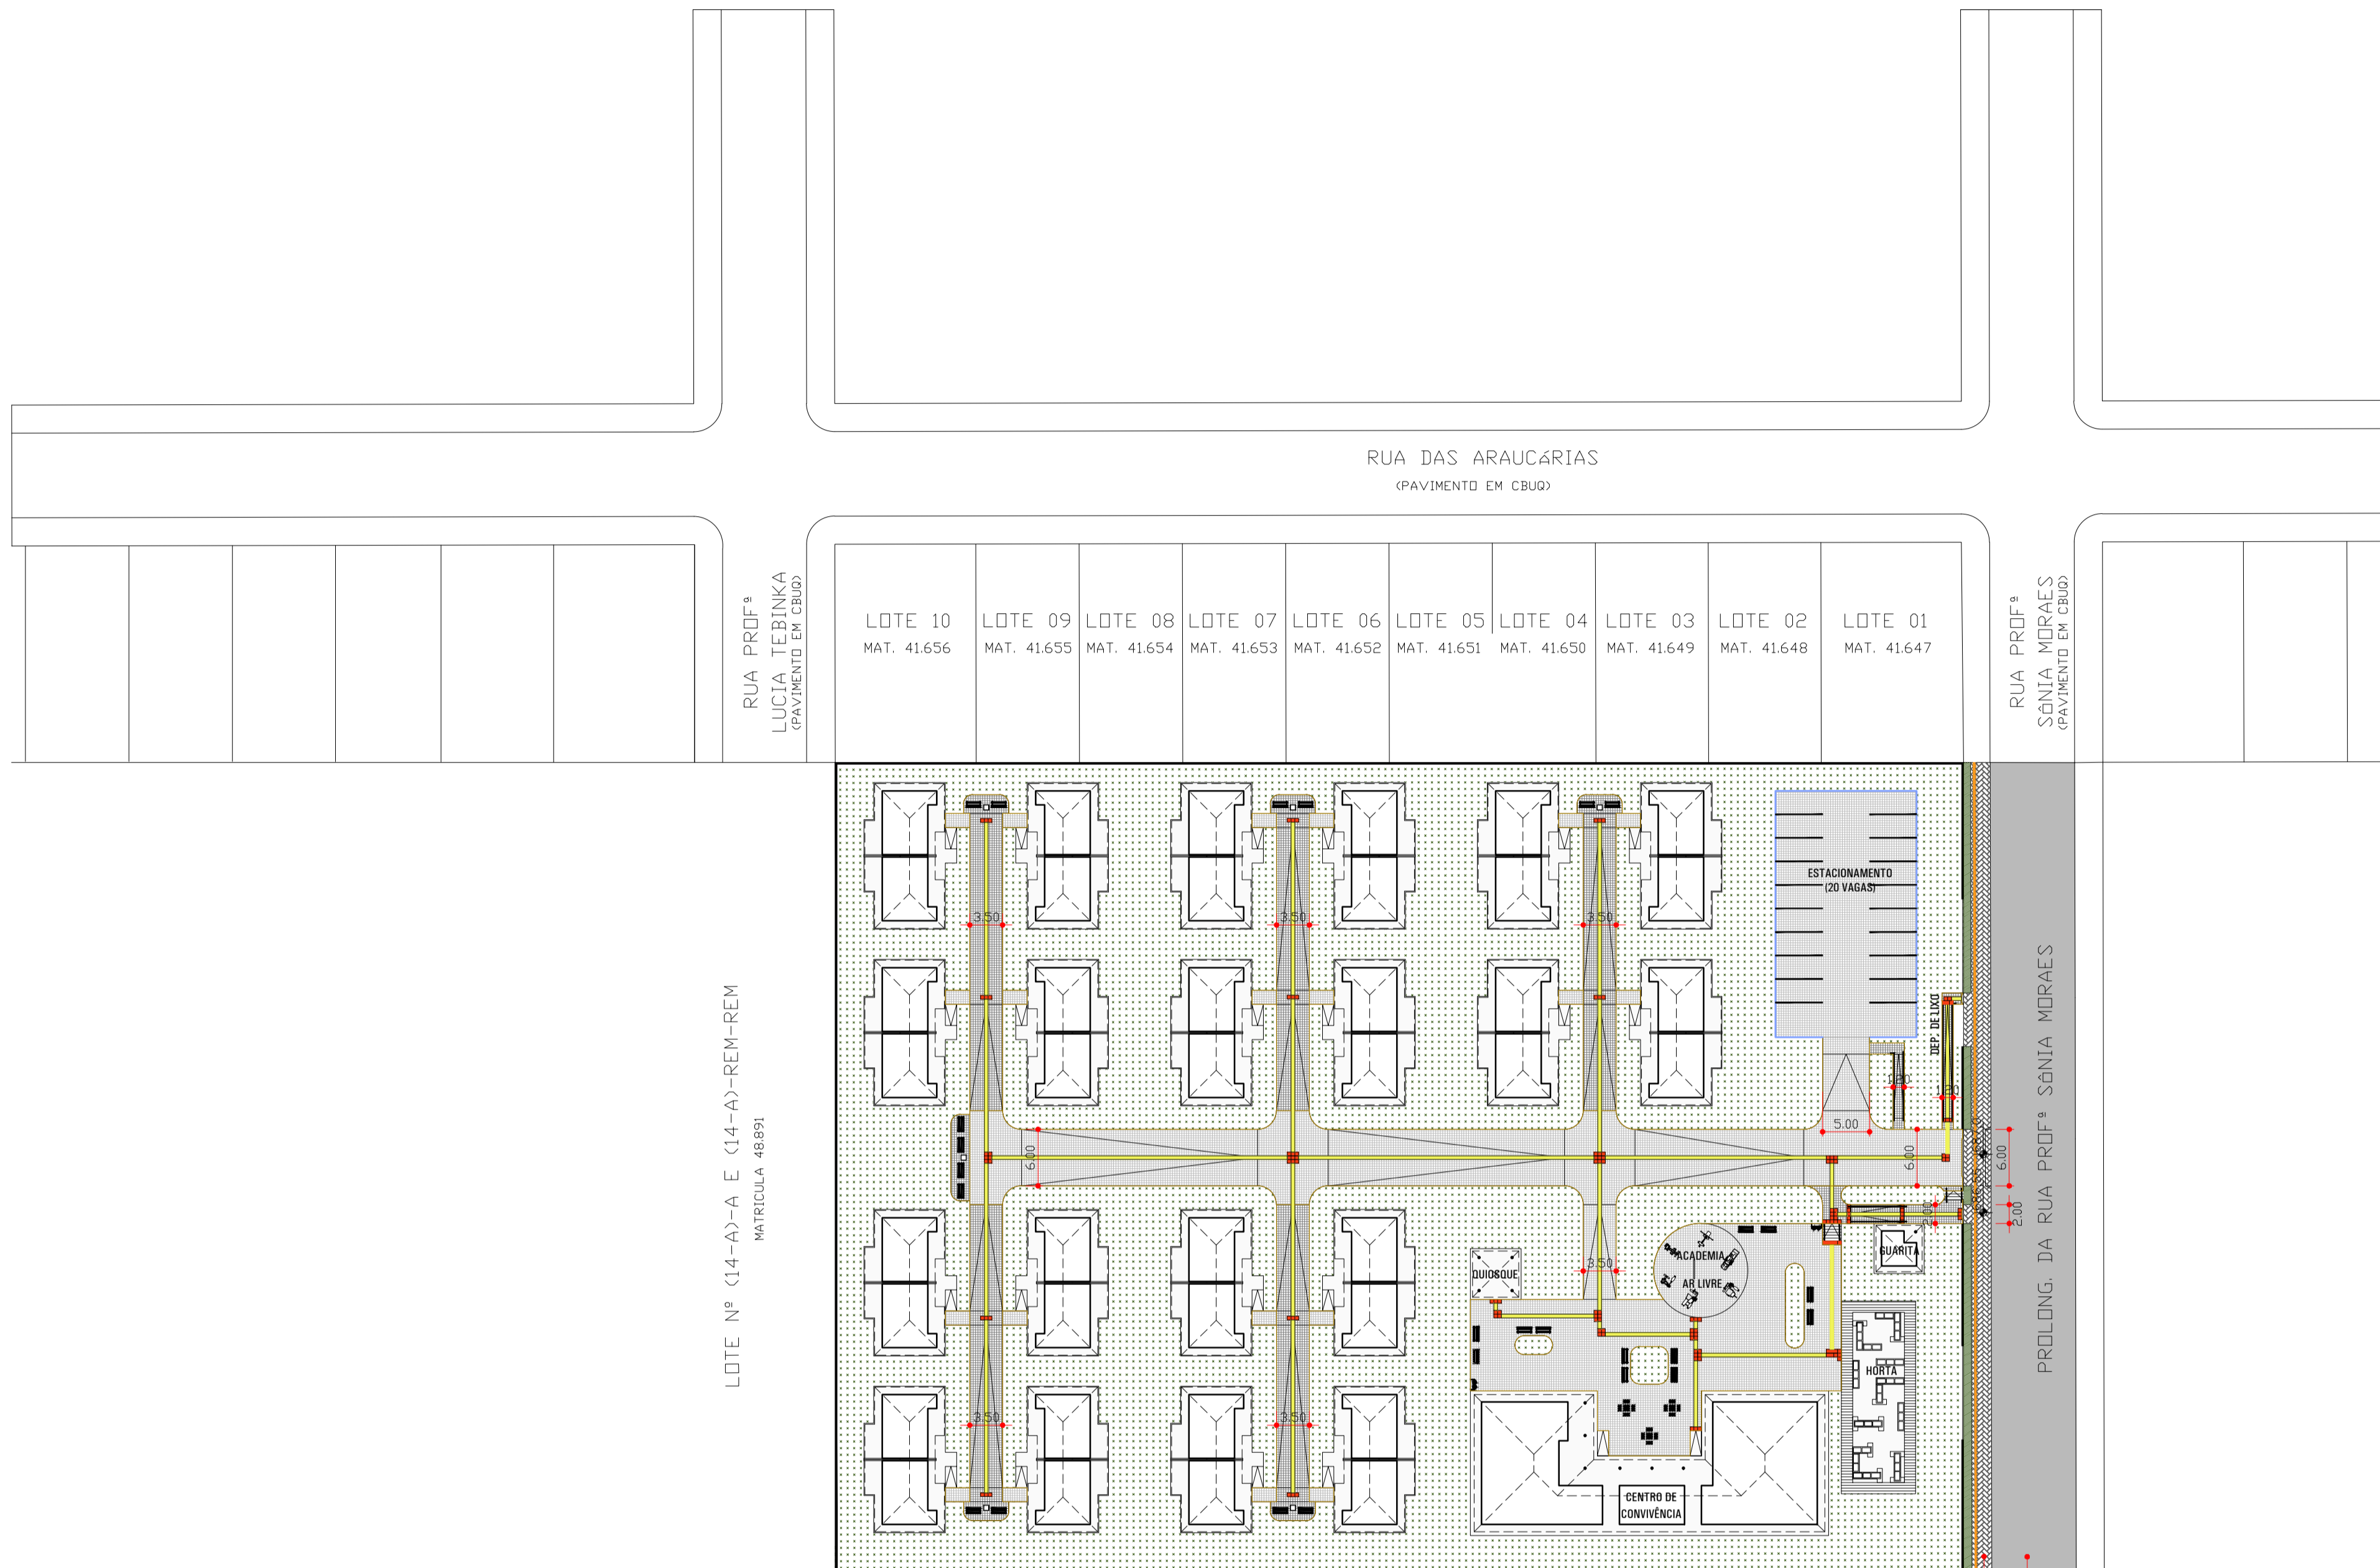 RUA DAS ARAUCáRIAS
(PAVIMENTO EM CBUQ)
RUA PROFª
LUCIA TEBINKA
(PAVIMENTO EM CBUQ)
LOTE 10
MAT. 41.656
LOTE 09
MAT. 41.655
LOTE 08
MAT. 41.654
LOTE 07
MAT. 41.653
LOTE 06
MAT. 41.652
LOTE 05
MAT. 41.651
LOTE 04
MAT. 41.650
LOTE 03
MAT. 41.649
LOTE 02
MAT. 41.648
LOTE 01
MAT. 41.647
RUA PROFª
SôNIA MORAES
(PAVIMENTO EM CBUQ)
ESTACIONAMENTO
(20 VAGAS)
3.50
3.50
3.50
DEP. DE LIXO
LOTE Nº (14-A)-A E (14-A)-REM-REM
MATRICULA 48.891
PROLONG. DA RUA PROFª SôNIA MORAES
5.00
6.00
6.00
6.00
2.00
2.00
GUARITA
ACADEMIA
AR LIVRE
QUIOSQUE
3.50
HORTA
3.50
3.50
CENTRO DE
CONVIVÊNCIA